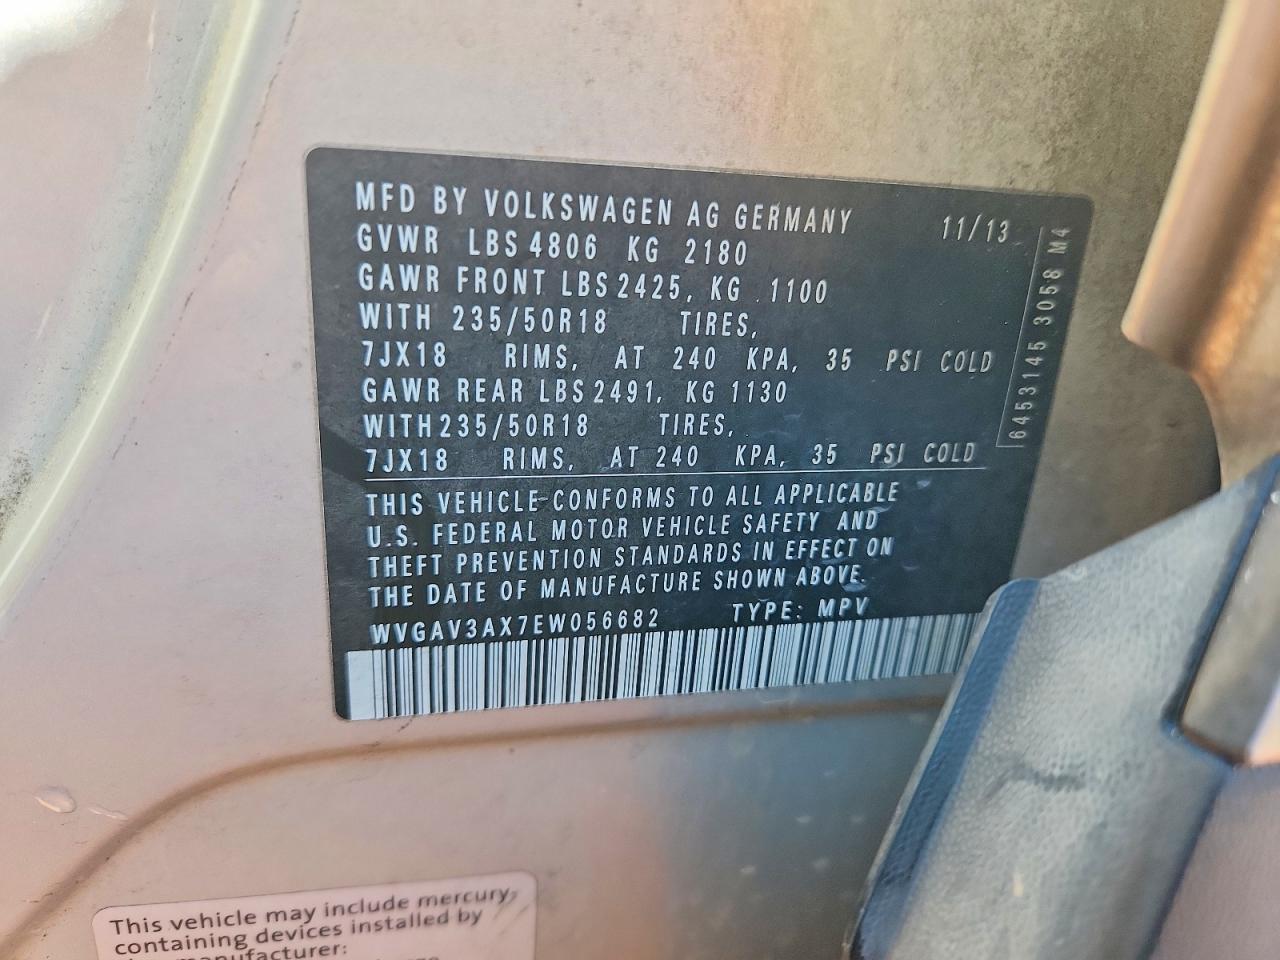 MFD BY VOLKSWAGEN AG GERMANY 11/13
GVWR LBS 4806 KG 2180
GAWR FRONT LBS 2425, KG 1100
WITH 235/50R18 TIRES,
7JX18 RIMS, AT 240 KPA, 35 PSI COLD
GAWR REAR LBS 2491, KG 1130
WITH 235/50R18 TIRES,
7JX18 RIMS, AT 240 KPA, 35 PSI COLD
6453145 3058 M4
THIS VEHICLE CONFORMS TO ALL APPLICABLE
U.S. FEDERAL MOTOR VEHICLE SAFETY AND
THEFT PREVENTION STANDARDS IN EFFECT ON
THE DATE OF MANUFACTURE SHOWN ABOVE.
WVGAV3AX7EW056682 TYPE: MPV
This vehicle may include mercury,
containing devices installed by
manufacturer: